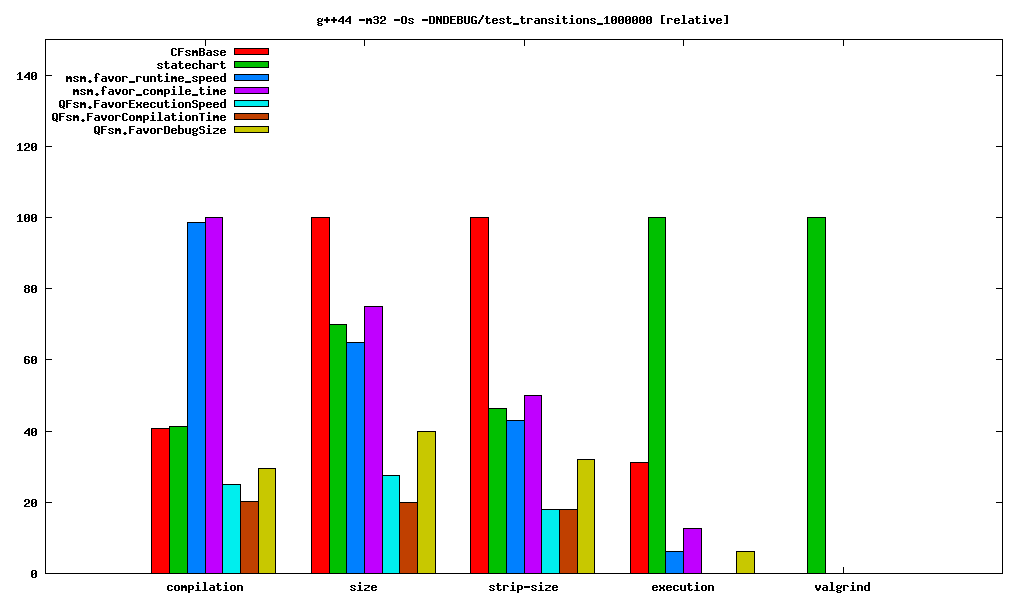 g++44 -m32 -Os -DNDEBUG/test_transitions_1000000 [relative]
CFsmBase
statechart
msm.favor_runtime_speed
msm.favor_compile_time
QFsm.FavorExecutionSpeed
QFsm.FavorCompilationTime
QFsm.FavorDebugSize
140
120
100
80
60
40
20
0
compilation size strip-size execution valgrind